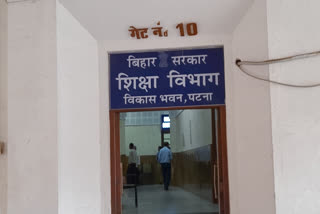 गेट नं. 10
बिहार सरकार
शिक्षा विभाग
विकास भवन, पटना